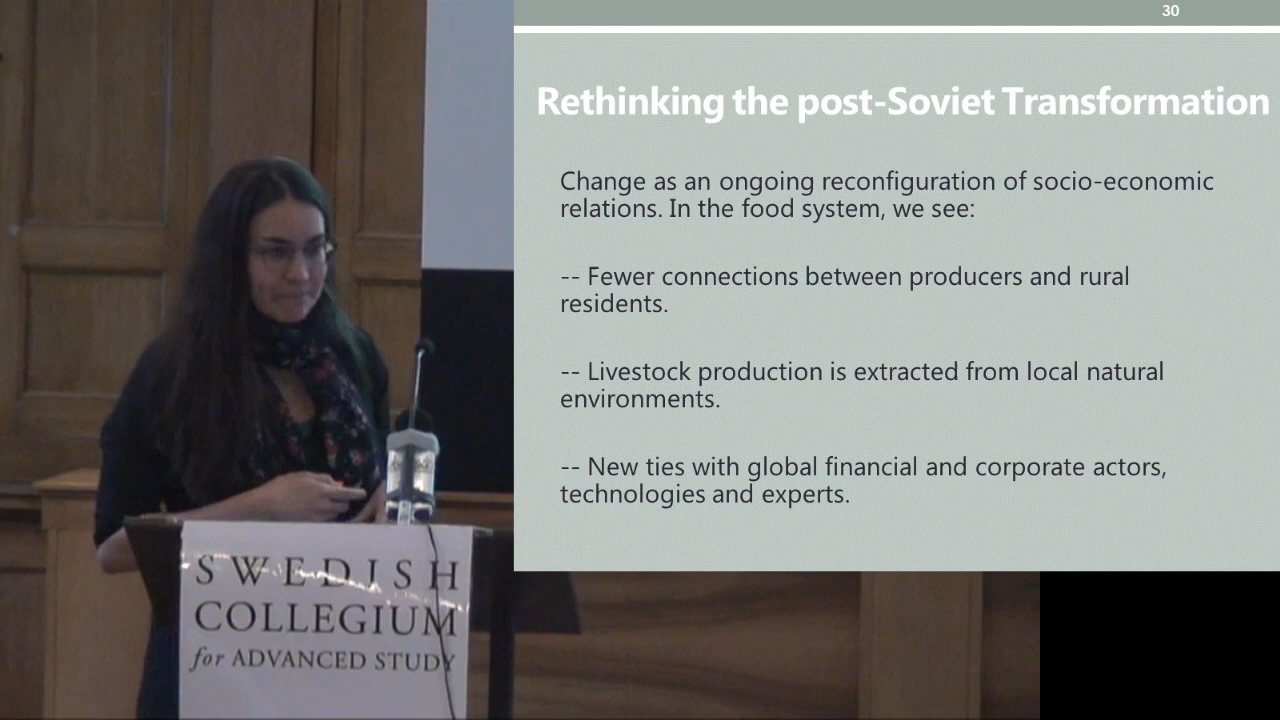 30
Rethinking the post-Soviet Transformation
Change as an ongoing reconfiguration of socio-economic
relations. In the food system, we see:
-- Fewer connections between producers and rural
residents.
-- Livestock production is extracted from local natural
environments.
-- New ties with global financial and corporate actors,
technologies and experts.
SWEDISH
COLLEGIUM
for ADVANCED STUDY